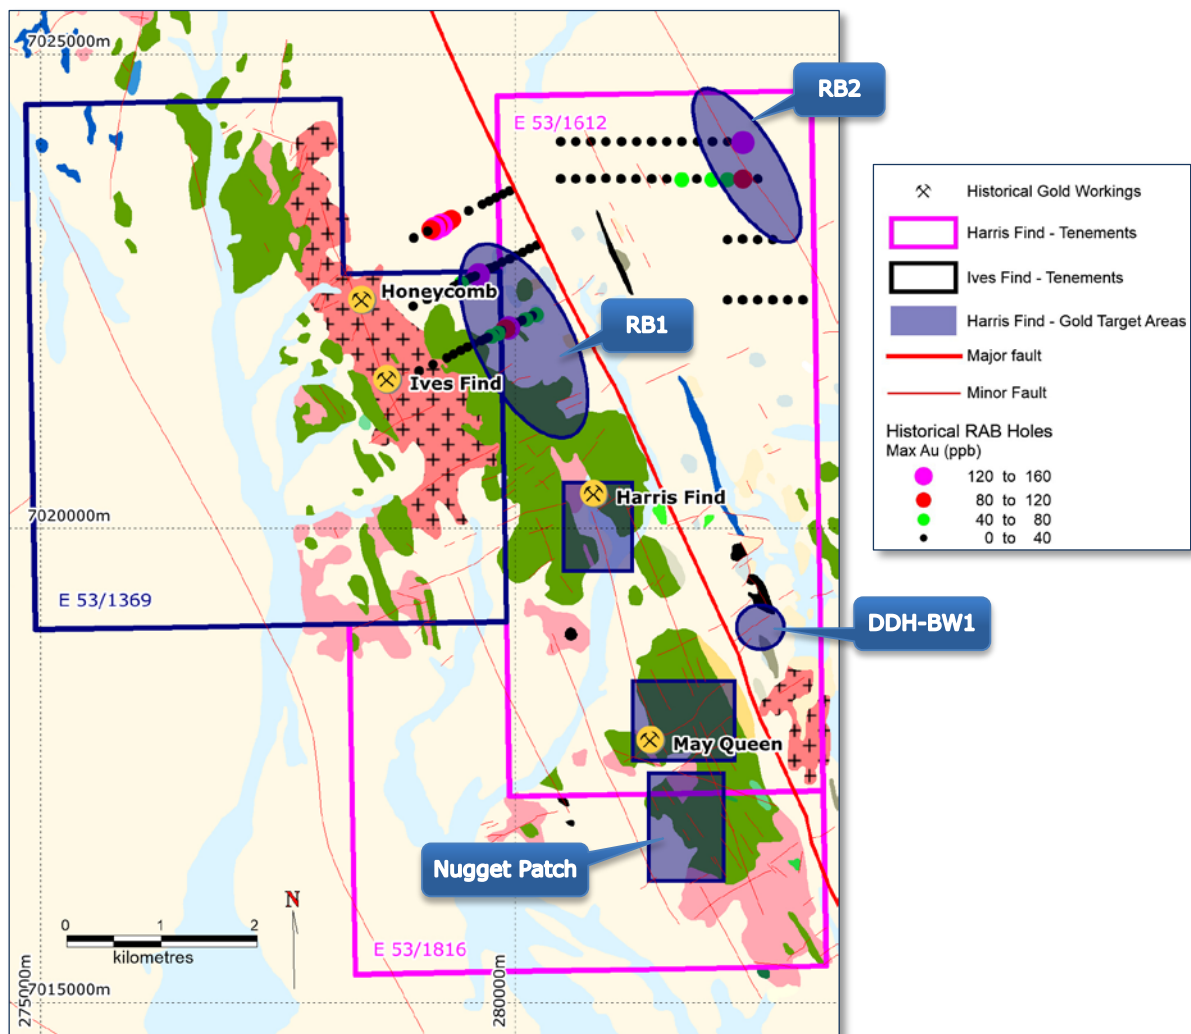 7025000m
RB2
E 53/1612
Historical Gold Workings
Harris Find - Tenements
Honeycomb
Ives Find - Tenements
RB1
Harris Find - Gold Target Areas
Major fault
Ives Find
Minor Fault
Historical RAB Holes
Max Au (ppb)
120 to 160
Harris Find
80 to 120
7020000m
40 to 80
0 to 40
E 53/1369
DDH-BW1
May Queen
Nugget Patch
N
0 1 2
kilometres
E 53/1816
275000m
280000m
7015000m